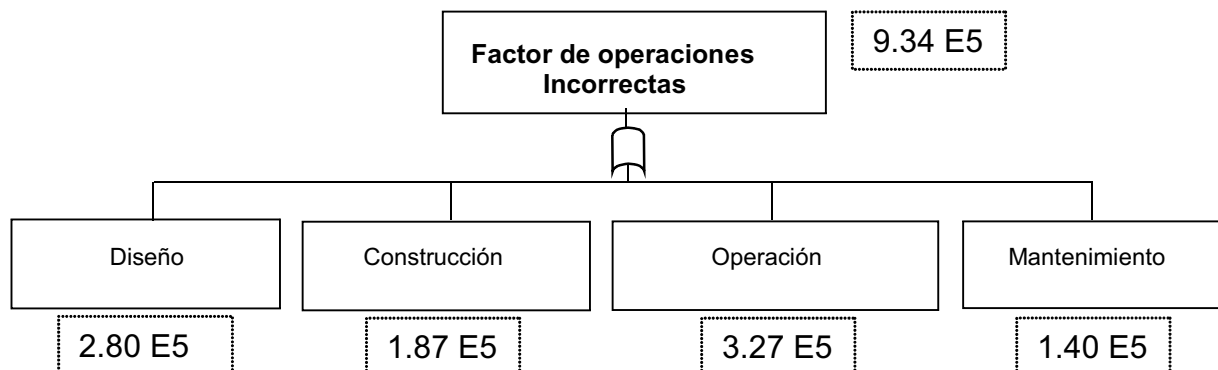 Factor de operaciones
Incorrectas
9.34 E5
Diseño
Construcción
Operación
Mantenimiento
2.80 E5
1.87 E5
3.27 E5
1.40 E5